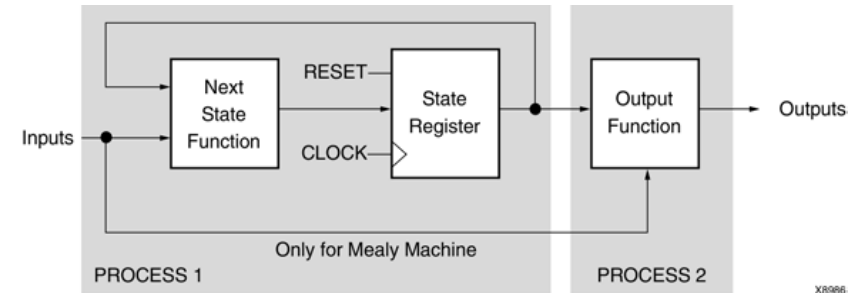 RESET
Next
State
Function
State
Register
Output
Function
Inputs
Outputs
CLOCK
Only for Mealy Machine
PROCESS 1
PROCESS 2
X8986